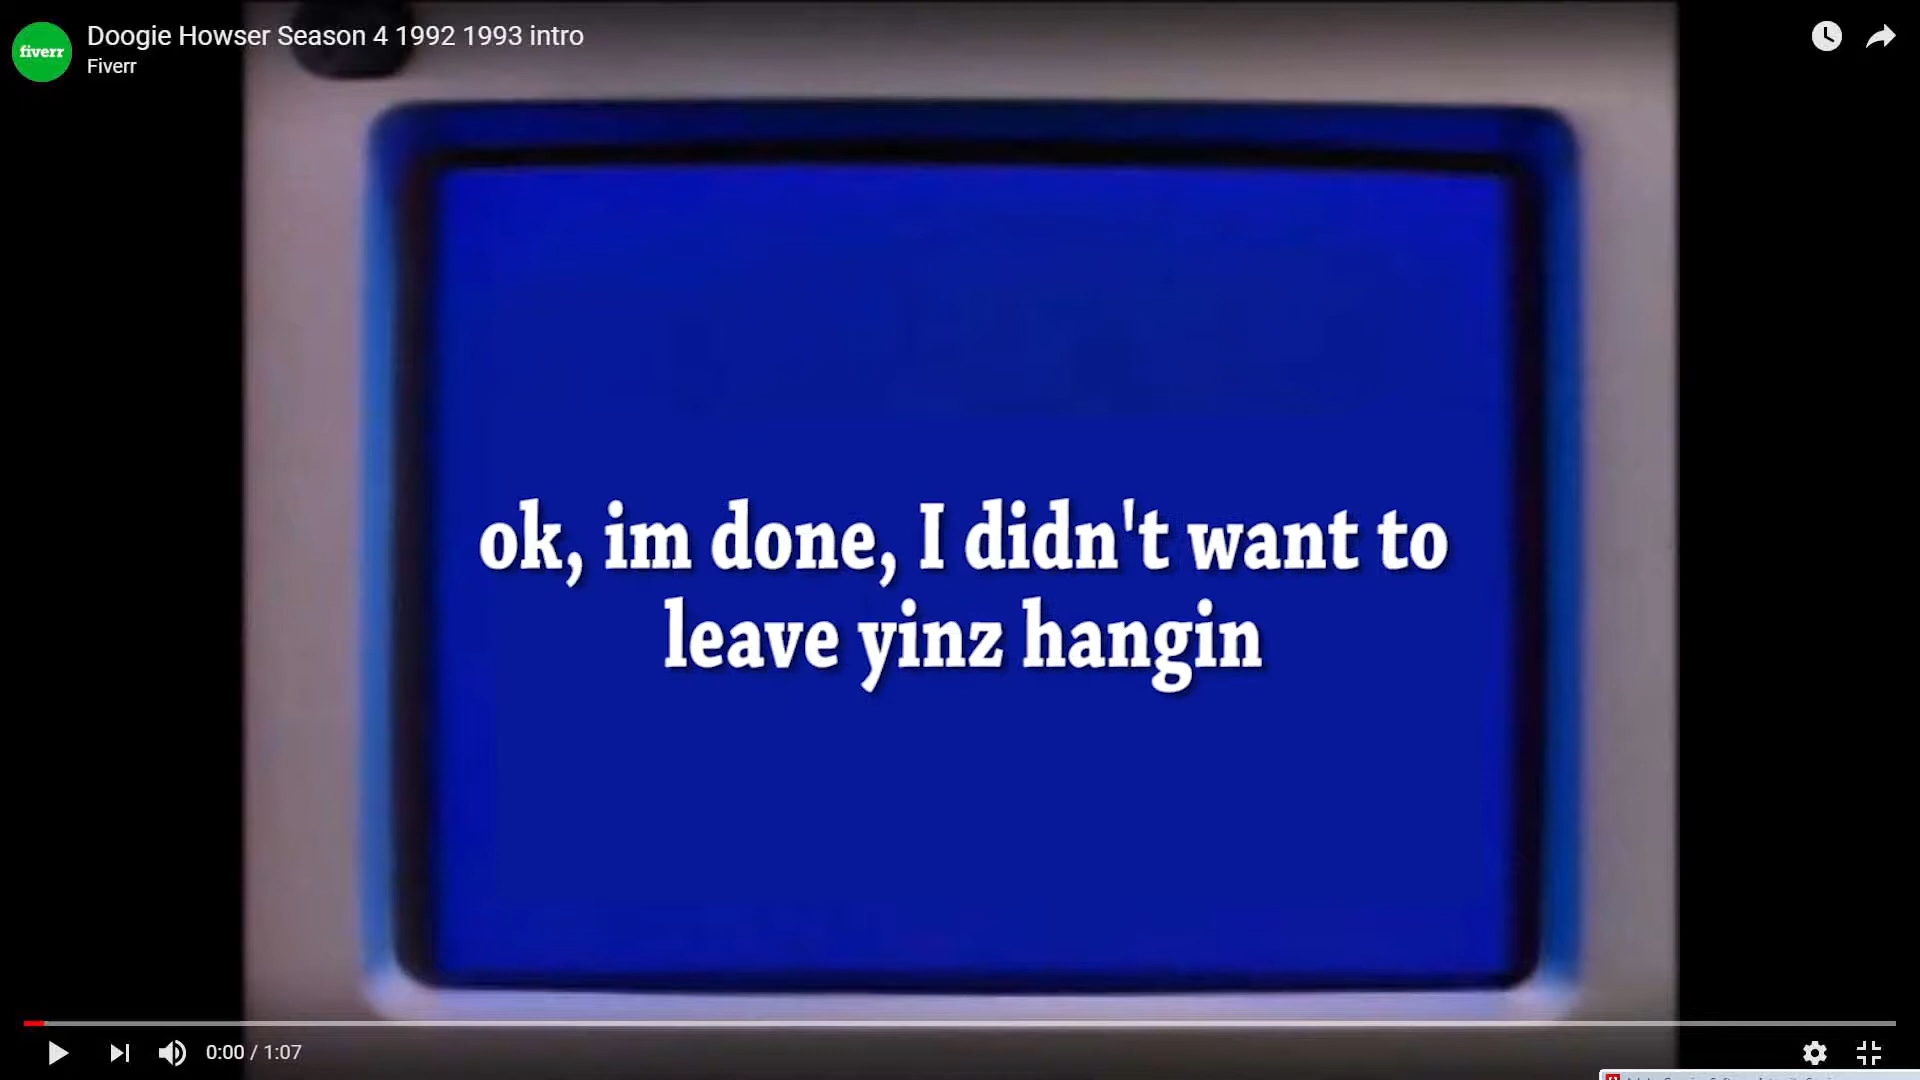 Doogie Howser Season 4 1992 1993 intro
fiverr
Fiverr
ok, im done, I didn't want to
leave yinz hangin
0:00 / 1:07